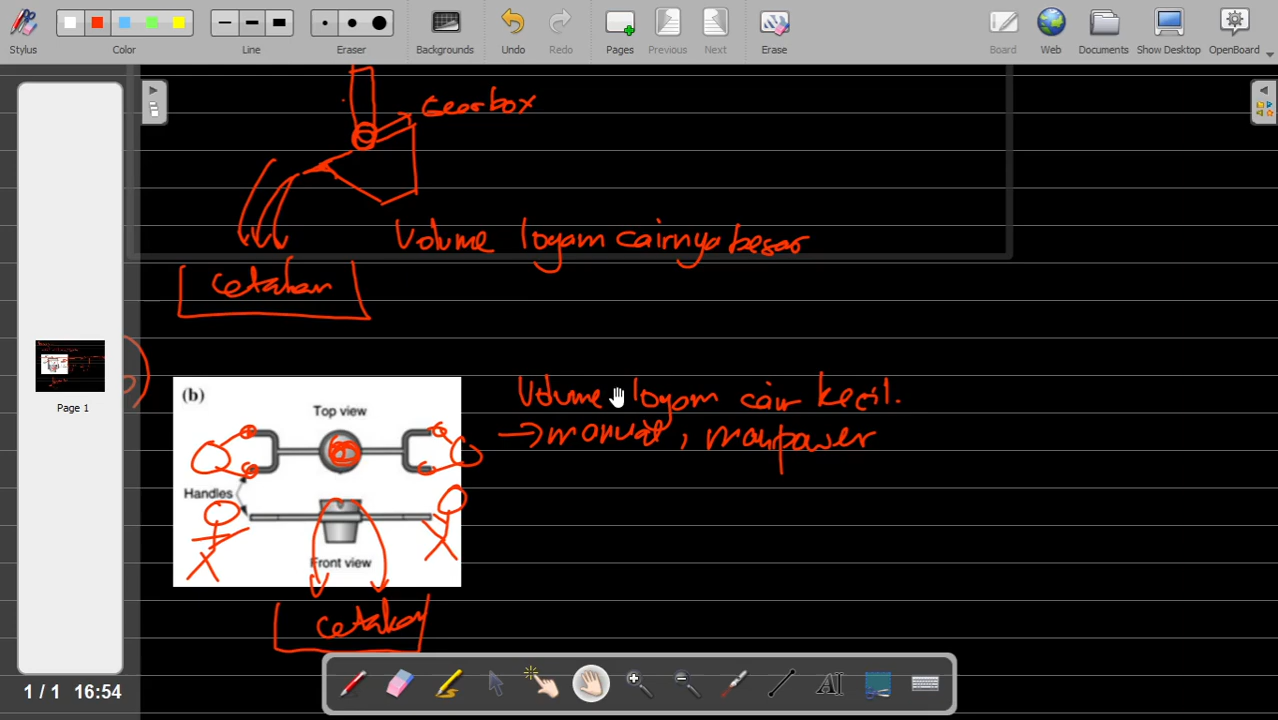 Stylus
Color
Line
Eraser
Backgrounds
Undo
Redo
Pages
Previous
Next
Erase
Board
Web
Documents
Show Desktop
OpenBoard
Gearbox
Volume logam cairnya besar
cetakan
Page 1
(b)
Top view
Handles
Front view
Volume logam cair kecil.
→ manual, manpower
cetakan
1 / 1 16:54
AI